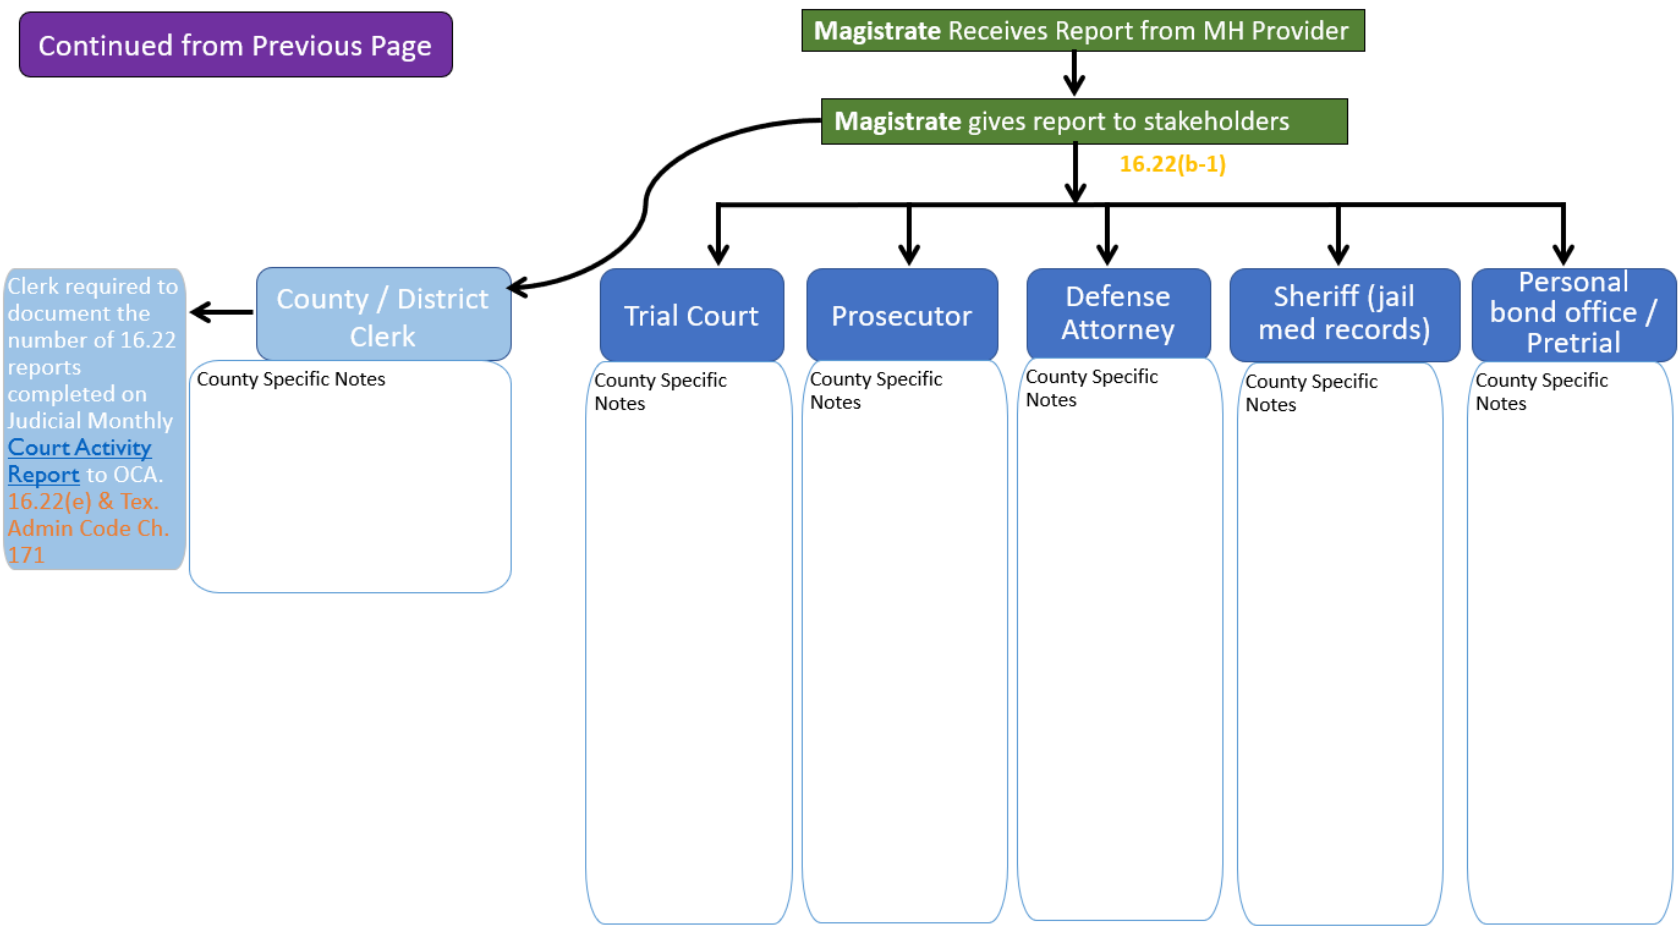 Continued from Previous Page
Magistrate Receives Report from MH Provider
Magistrate gives report to stakeholders
16.22(b-1)
Clerk required to
document the
number of 16.22
reports
completed on
Judicial Monthly
Court Activity
Report to OCA.
16.22(e) & Tex.
Admin Code Ch.
171
County / District
Clerk
County Specific Notes
Trial Court
County Specific
Notes
Prosecutor
County Specific
Notes
Defense
Attorney
County Specific
Notes
Sheriff (jail
med records)
County Specific
Notes
Personal
bond office /
Pretrial
County Specific
Notes